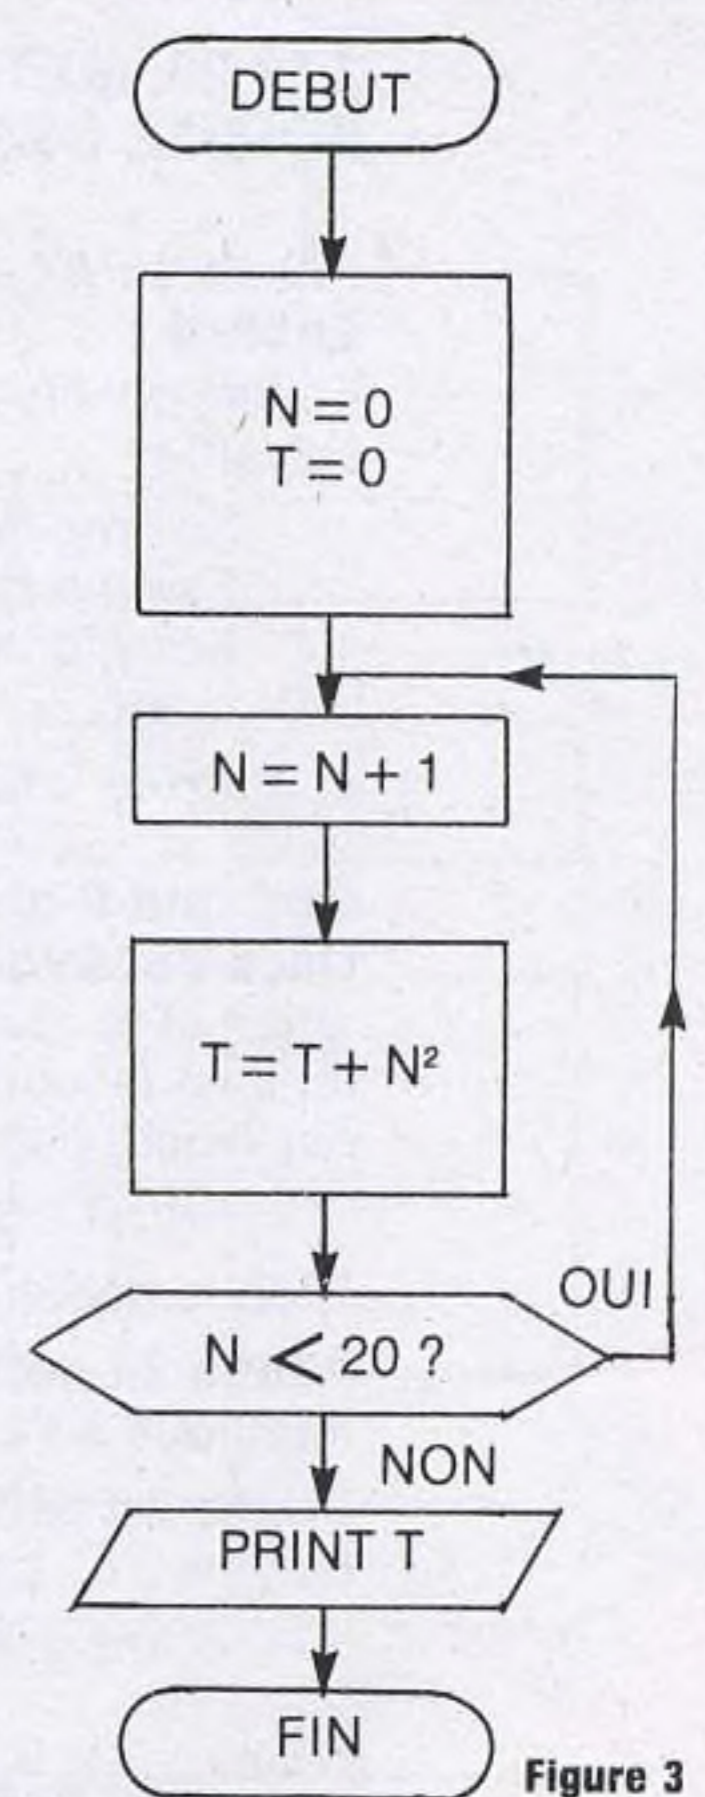 DEBUT
N = 0
T = 0
N = N + 1
T = T + N²
OUI
N < 20 ?
NON
PRINT T
FIN
Figure 3